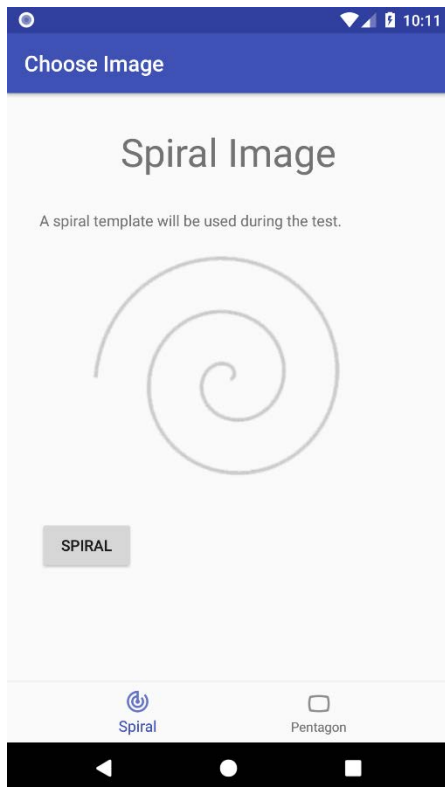 10:11
Choose Image
Spiral Image
A spiral template will be used during the test.
SPIRAL
Spiral Pentagon